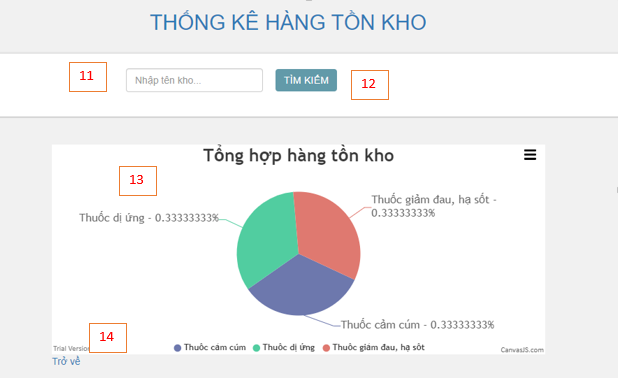 THỐNG KÊ HÀNG TỒN KHO
11
Nhập tên kho...
TÌM KIẾM
12
Tổng hợp hàng tồn kho
13
Thuốc giảm đau, hạ sốt -
0.33333333%
Thuốc dị ứng - 0.33333333%
Thuốc cảm cúm - 0.33333333%
14
Trial Version
Thuốc cảm cúm
Thuốc dị ứng
Thuốc giảm đau, hạ sốt
CanvasJS.com
Trở về